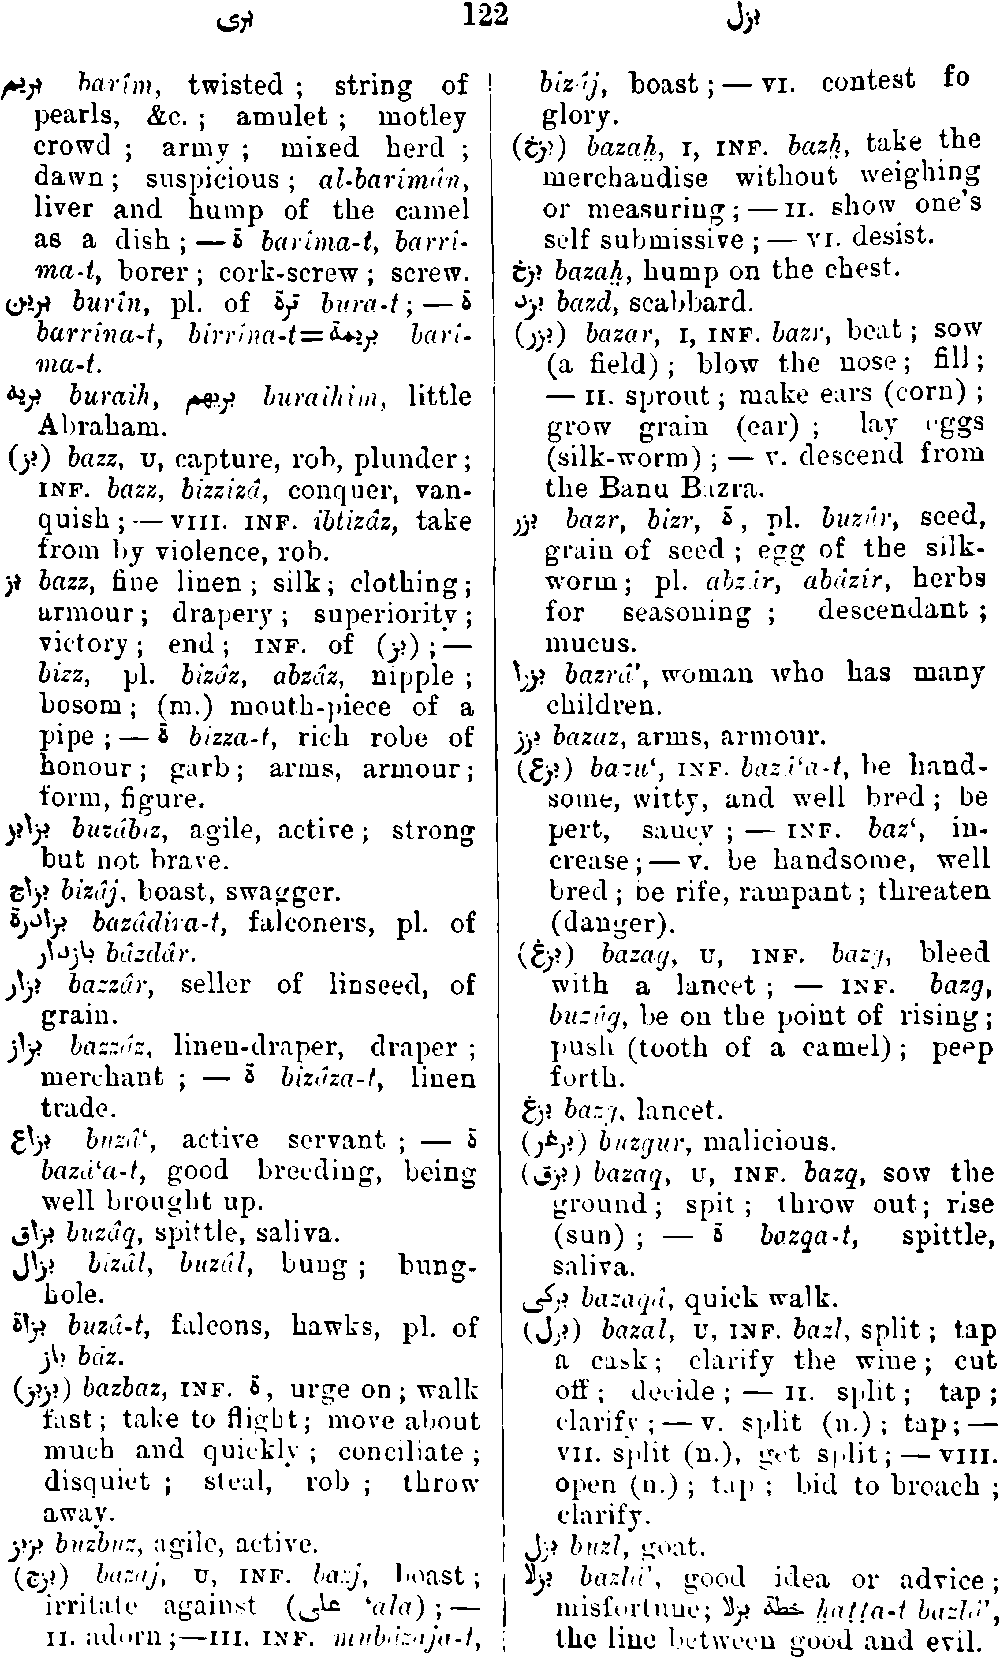 برى 122 بزل
بريم barîm, twisted ; string of
pearls, &c. ; amulet ; motley
crowd ; army ; mixed herd ;
dawn ; suspicious ; al-barîmân,
liver and hump of the camel
as a dish ; — ة barîma-t, barrî-
ma-t, borer ; cork-screw ; screw.
برين burîn, pl. of برة bura-t ; — ة
barrîna-t, birrîna-t = بريمة barî-
ma-t.
بريه buraih, بريهم buraihim, little
Abraham.
(بز) bazz, U, capture, rob, plunder ;
INF. bazz, bizzîzâ, conquer, van-
quish ; — VIII. INF. ibtizâz, take
from by violence, rob.
بز bazz, fine linen ; silk ; clothing ;
armour ; drapery ; superiority ;
victory ; end ; INF. of (بز) ; —
bizz, pl. bizâz, abzâz, nipple ;
bosom ; (m.) mouth-piece of a
pipe ; — ة bizza-t, rich robe of
honour ; garb ; arms, armour ;
form, figure.
بزابز buzâbiz, agile, active ; strong
but not brave.
بزاج bizâj, boast, swagger.
بزادرة bazâdira-t, falconers, pl. of
بازدار bâzdâr.
بزار bazzâr, seller of linseed, of
grain.
بزاز bazzâz, linen-draper, draper ;
merchant ; — ة bizâza-t, linen
trade.
بزاع buzâ‘, active servant ; — ة
bazâ‘a-t, good breeding, being
well brought up.
بزاق buzâq, spittle, saliva.
بزال bizâl, buzâl, bung ; bung-
hole.
بزاة buzâ-t, falcons, hawks, pl. of
باز bâz.
(بزبز) bazbaz, INF. ة, urge on ; walk
fast ; take to flight ; move about
much and quickly ; conciliate ;
disquiet ; steal, rob ; throw
away.
بزبز buzbuz, agile, active.
(بزج) bazaj, U, INF. bazj, boast ;
irritate against (على ‘ala) ; —
II. adorn ;—III. INF. mubâzaja-t,
bizâj, boast ; — VI. contest fo
glory.
(بزخ) bazaḫ, I, INF. bazḫ, take the
merchandise without weighing
or measuring ; — II. show one's
self submissive ; — VI. desist.
بزخ bazaḫ, hump on the chest.
بزد bazd, scabbard.
(بزر) bazar, I, INF. bazr, beat ; sow
(a field) ; blow the nose ; fill ;
— II. sprout ; make ears (corn) ;
grow grain (ear) ; lay eggs
(silk-worm) ; — V. descend from
the Banu Bazra.
بزر bazr, bizr, ة, pl. buzûr, seed,
grain of seed ; egg of the silk-
worm ; pl. abzâr, abâzîr, herbs
for seasoning ; descendant ;
mucus.
بزرا bazrâ', woman who has many
children.
بزز bazaz, arms, armour.
(بزع) bazu‘, INF. bazâ‘a-t, be hand-
some, witty, and well bred ; be
pert, saucy ; — INF. baz‘, in-
crease ; — V. be handsome, well
bred ; be rife, rampant ; threaten
(danger).
(بزغ) bazag, U, INF. bazg, bleed
with a lancet ; — INF. bazg,
buzûg, be on the point of rising ;
push (tooth of a camel) ; peep
forth.
بزغ bazg, lancet.
(بزغر) buzgur, malicious.
(بزق) bazaq, U, INF. bazq, sow the
ground ; spit ; throw out ; rise
(sun) ; — ة bazqa-t, spittle,
saliva.
بزكى bazaqâ, quick walk.
(بزل) bazal, U, INF. bazl, split ; tap
a cask ; clarify the wine ; cut
off ; decide ; — II. split ; tap ;
clarify ; — V. split (n.) ; tap ; —
VII. split (n.), get split ; — VIII.
open (n.) ; tap ; bid to broach ;
clarify.
بزل buzl, goat.
بزلا bazlâ', good idea or advice ;
misfortune ; خطة بزلا ḫaṭṭa-t bazlâ',
the line between good and evil.